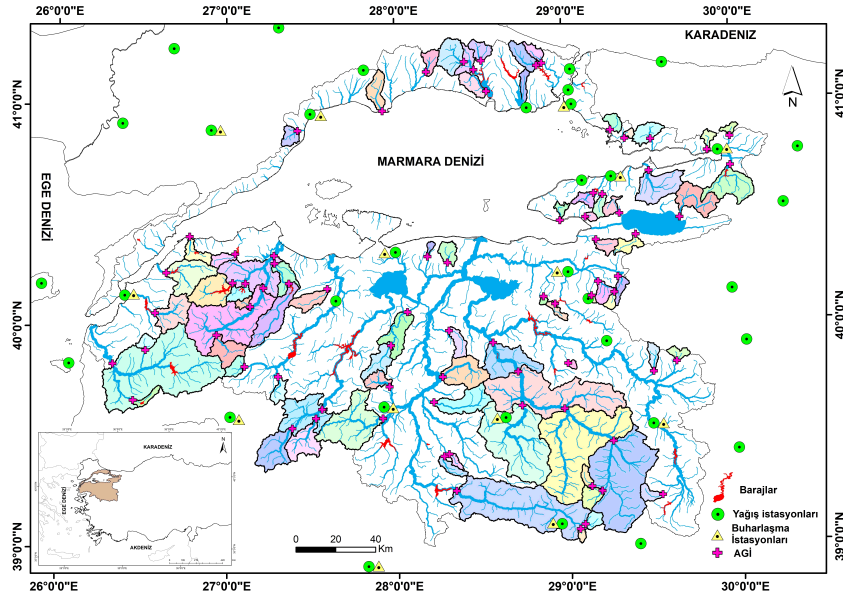 26°0'0"E 27°0'0"E 28°0'0"E 29°0'0"E 30°0'0"E
KARADENIZ
41°0'0"N
41°0'0"N
N
MARMARA DENİZİ
EGE DENİZİ
40°0'0"N
40°0'0"N
KARADENİZ
N
EGE DENİZİ
AKDENİZ
Barajlar
Yağış istasyonları
Buharlaşma
İstasyonları
AGİ
0 20 40
Km
39°0'0"N
39°0'0"N
26°0'0"E 27°0'0"E 28°0'0"E 29°0'0"E 30°0'0"E